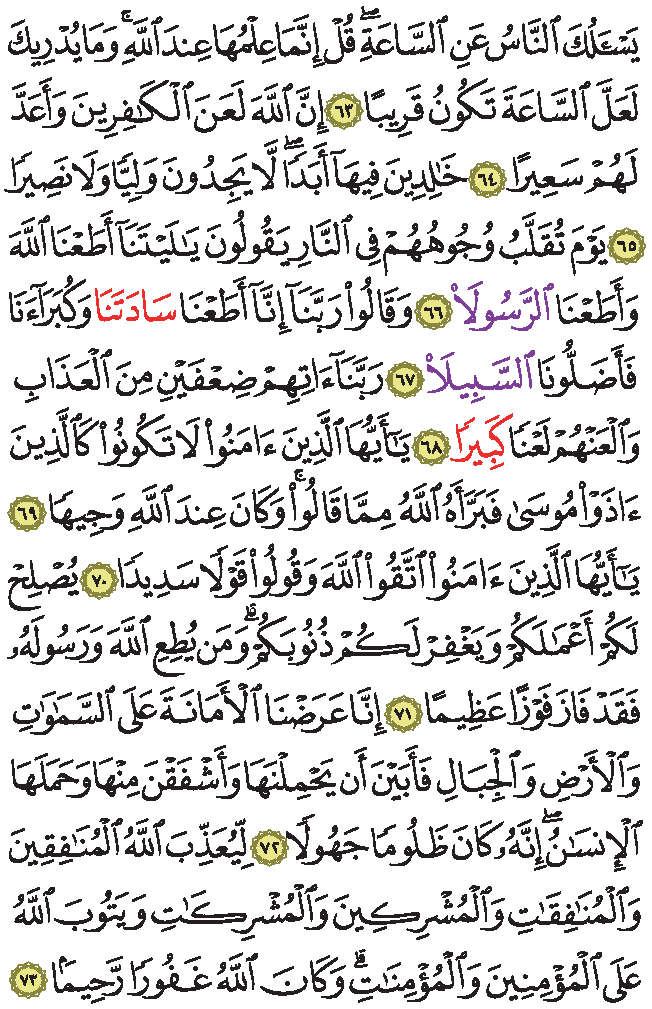 يَسْـَٔلُكَ ٱلنَّاسُ عَنِ ٱلسَّاعَةِۖ قُلْ إِنَّمَا عِلْمُهَا عِندَ ٱللَّهِۚ وَمَا يُدْرِيكَ
لَعَلَّ ٱلسَّاعَةَ تَكُونُ قَرِيبًا ٦٣ إِنَّ ٱللَّهَ لَعَنَ ٱلْكَٰفِرِينَ وَأَعَدَّ
لَهُمْ سَعِيرًا ٦٤ خَٰلِدِينَ فِيهَآ أَبَدًاۖ لَّا يَجِدُونَ وَلِيًّا وَلَا نَصِيرًا
٦٥ يَوْمَ تُقَلَّبُ وُجُوهُهُمْ فِى ٱلنَّارِ يَقُولُونَ يَٰلَيْتَنَآ أَطَعْنَا ٱللَّهَ
وَأَطَعْنَا ٱلرَّسُولَا۠ ٦٦ وَقَالُوا۟ رَبَّنَآ إِنَّآ أَطَعْنَا سَادَتَنَا وَكُبَرَآءَنَا
فَأَضَلُّونَا ٱلسَّبِيلَا۠ ٦٧ رَبَّنَآ ءَاتِهِمْ ضِعْفَيْنِ مِنَ ٱلْعَذَابِ
وَٱلْعَنْهُمْ لَعْنًا كَبِيرًا ٦٨ يَٰٓأَيُّهَا ٱلَّذِينَ ءَامَنُوا۟ لَا تَكُونُوا۟ كَٱلَّذِينَ
ءَاذَوْا۟ مُوسَىٰ فَبَرَّأَهُ ٱللَّهُ مِمَّا قَالُوا۟ۚ وَكَانَ عِندَ ٱللَّهِ وَجِيهًا ٦٩
يَٰٓأَيُّهَا ٱلَّذِينَ ءَامَنُوا۟ ٱتَّقُوا۟ ٱللَّهَ وَقُولُوا۟ قَوْلًا سَدِيدًا ٧٠ يُصْلِحْ
لَكُمْ أَعْمَٰلَكُمْ وَيَغْفِرْ لَكُمْ ذُنُوبَكُمْۗ وَمَن يُطِعِ ٱللَّهَ وَرَسُولَهُۥ
فَقَدْ فَازَ فَوْزًا عَظِيمًا ٧١ إِنَّا عَرَضْنَا ٱلْأَمَانَةَ عَلَى ٱلسَّمَٰوَٰتِ
وَٱلْأَرْضِ وَٱلْجِبَالِ فَأَبَيْنَ أَن يَحْمِلْنَهَا وَأَشْفَقْنَ مِنْهَا وَحَمَلَهَا
ٱلْإِنسَٰنُۖ إِنَّهُۥ كَانَ ظَلُومًا جَهُولًا ٧٢ لِّيُعَذِّبَ ٱللَّهُ ٱلْمُنَٰفِقِينَ
وَٱلْمُنَٰفِقَٰتِ وَٱلْمُشْرِكِينَ وَٱلْمُشْرِكَٰتِ وَيَتُوبَ ٱللَّهُ
عَلَى ٱلْمُؤْمِنِينَ وَٱلْمُؤْمِنَٰتِۗ وَكَانَ ٱللَّهُ غَفُورًا رَّحِيمًۢا ٧٣